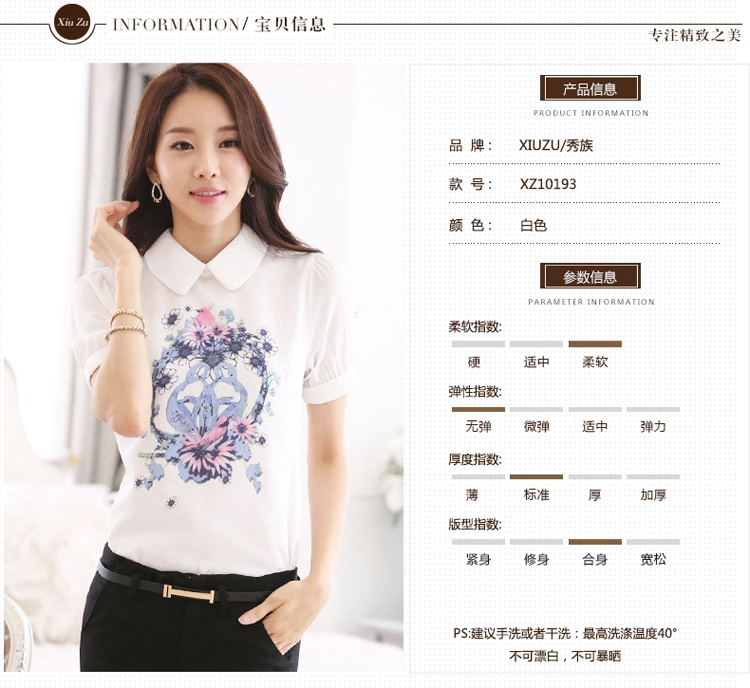 Xiu Zu
INFORMATION/ 宝贝信息
专注精致之美
产品信息
PRODUCT INFORMATION
品 牌: XIUZU/秀族
款 号: XZ10193
颜 色: 白色
参数信息
PARAMETER INFORMATION
柔软指数:
硬 适中 柔软
弹性指数:
无弹 微弹 适中 弹力
厚度指数:
薄 标准 厚 加厚
版型指数:
紧身 修身 合身 宽松
PS:建议手洗或者干洗：最高洗涤温度40°
不可漂白，不可暴晒